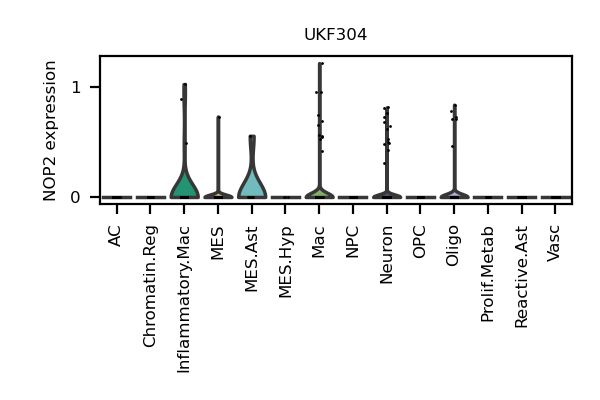 UKF304
NOP2 expression
1
0
AC
Chromatin.Reg
Inflammatory.Mac
MES
MES.Ast
MES.Hyp
Mac
NPC
Neuron
OPC
Oligo
Prolif.Metab
Reactive.Ast
Vasc